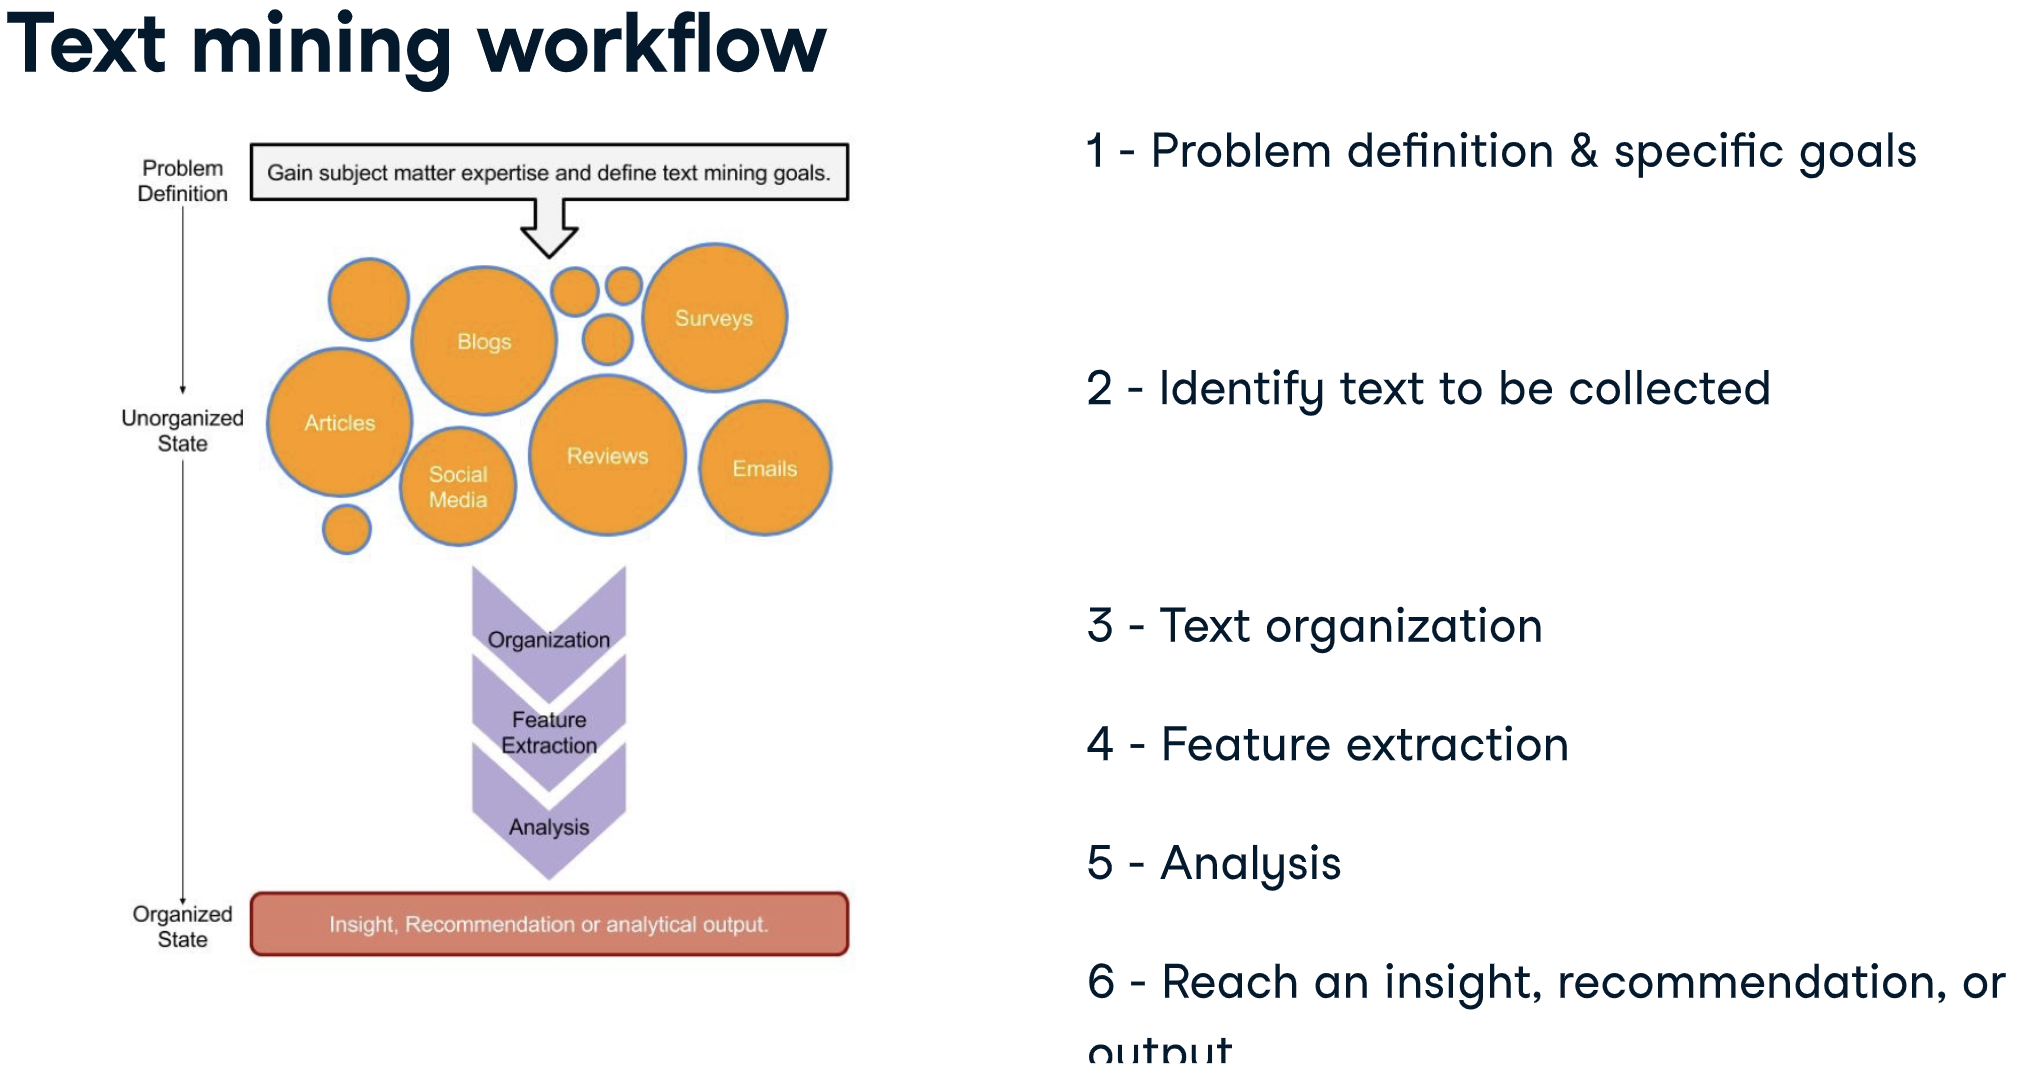 Text mining workflow
Problem
Definition
Gain subject matter expertise and define text mining goals.
Blogs
Surveys
Articles
Unorganized
State
Social
Media
Reviews
Emails
Organization
Feature
Extraction
Analysis
Organized
State
Insight, Recommendation or analytical output.
1 - Problem definition & specific goals
2 - Identify text to be collected
3 - Text organization
4 - Feature extraction
5 - Analysis
6 - Reach an insight, recommendation, or
output